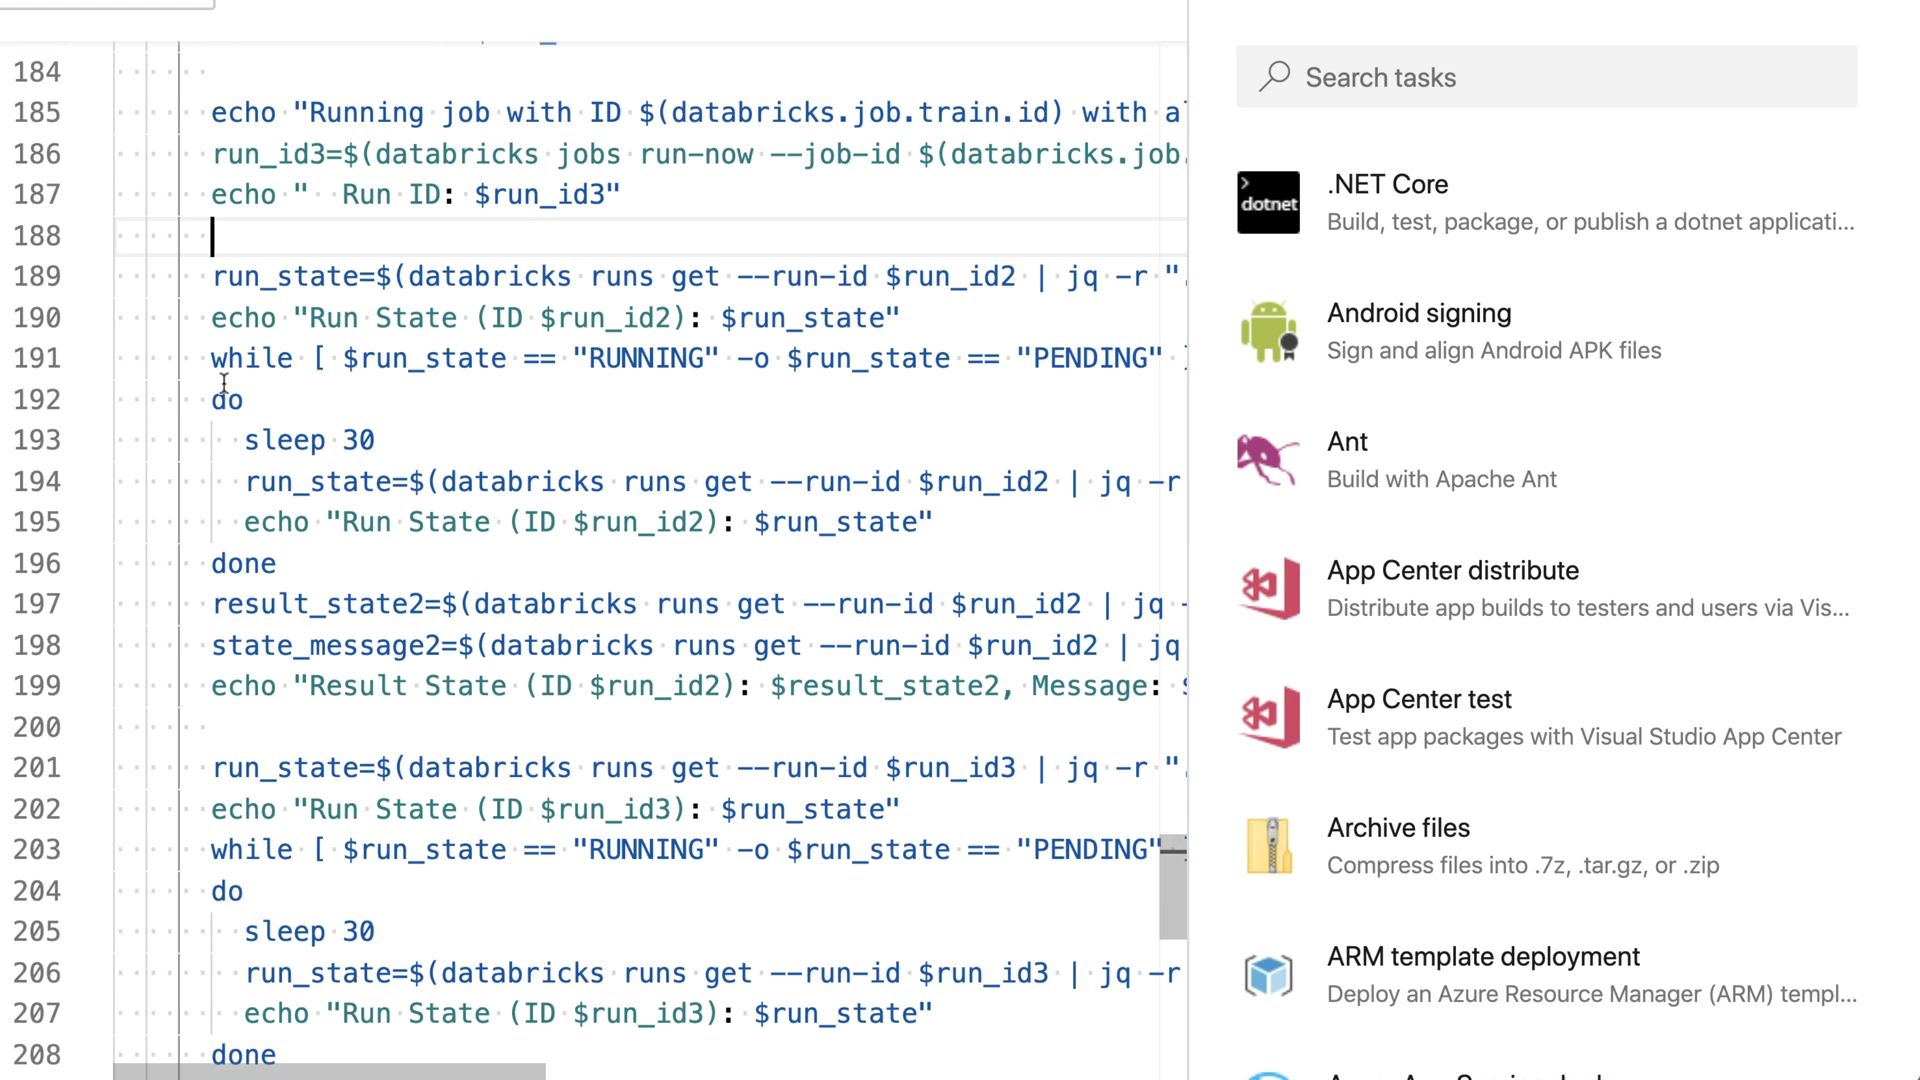 184
185 echo "Running job with ID $(databricks.job.train.id) with a
186 run_id3=$(databricks jobs run-now --job-id $(databricks.job.
187 echo "  Run ID: $run_id3"
188
189 run_state=$(databricks runs get --run-id $run_id2 | jq -r ".
190 echo "Run State (ID $run_id2): $run_state"
191 while [ $run_state == "RUNNING" -o $run_state == "PENDING" ]
192 do
193 sleep 30
194 run_state=$(databricks runs get --run-id $run_id2 | jq -r
195 echo "Run State (ID $run_id2): $run_state"
196 done
197 result_state2=$(databricks runs get --run-id $run_id2 | jq -
198 state_message2=$(databricks runs get --run-id $run_id2 | jq
199 echo "Result State (ID $run_id2): $result_state2, Message: $
200
201 run_state=$(databricks runs get --run-id $run_id3 | jq -r ".
202 echo "Run State (ID $run_id3): $run_state"
203 while [ $run_state == "RUNNING" -o $run_state == "PENDING" ]
204 do
205 sleep 30
206 run_state=$(databricks runs get --run-id $run_id3 | jq -r
207 echo "Run State (ID $run_id3): $run_state"
208 done
Search tasks
> dotnet
.NET Core
Build, test, package, or publish a dotnet applicati...
Android signing
Sign and align Android APK files
Ant
Build with Apache Ant
App Center distribute
Distribute app builds to testers and users via Vis...
App Center test
Test app packages with Visual Studio App Center
Archive files
Compress files into .7z, .tar.gz, or .zip
ARM template deployment
Deploy an Azure Resource Manager (ARM) templ...